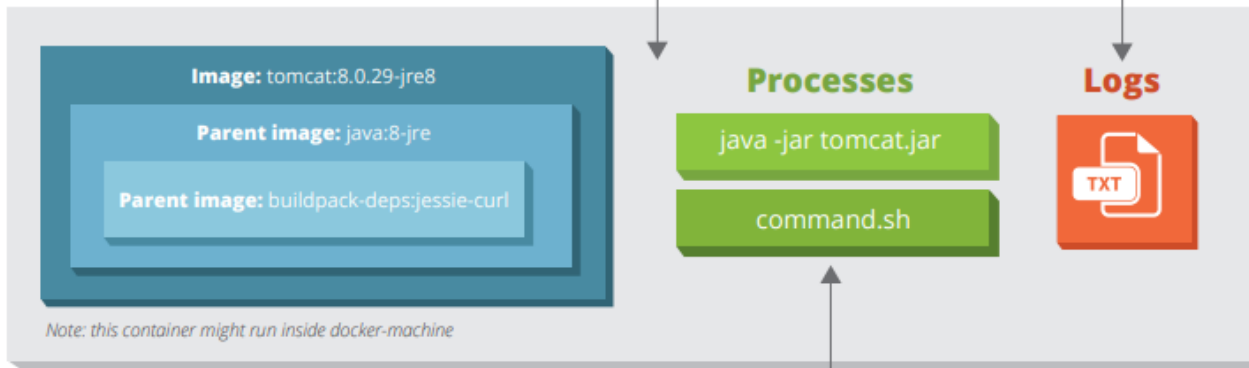 Image: tomcat:8.0.29-jre8
Parent image: java:8-jre
Parent image: buildpack-deps:jessie-curl
Note: this container might run inside docker-machine
Processes
java -jar tomcat.jar
command.sh
Logs
TXT